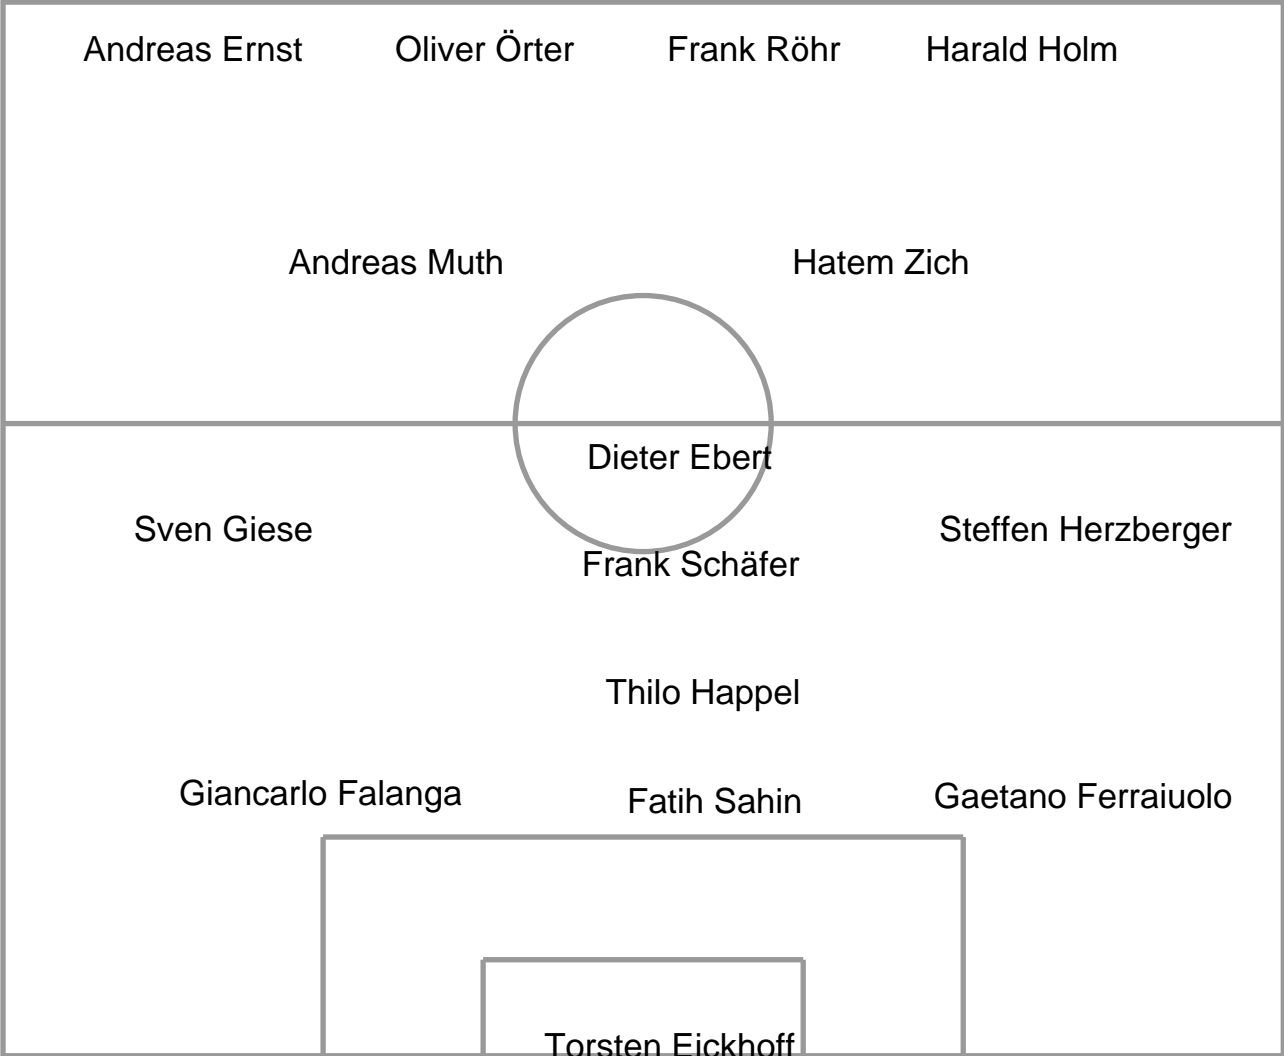 Andreas Ernst Oliver Örter Frank Röhr Harald Holm
Andreas Muth Hatem Zich
Dieter Ebert
Sven Giese Steffen Herzberger
Frank Schäfer
Thilo Happel
Giancarlo Falanga Fatih Sahin Gaetano Ferraiuolo
Torsten Eickhoff